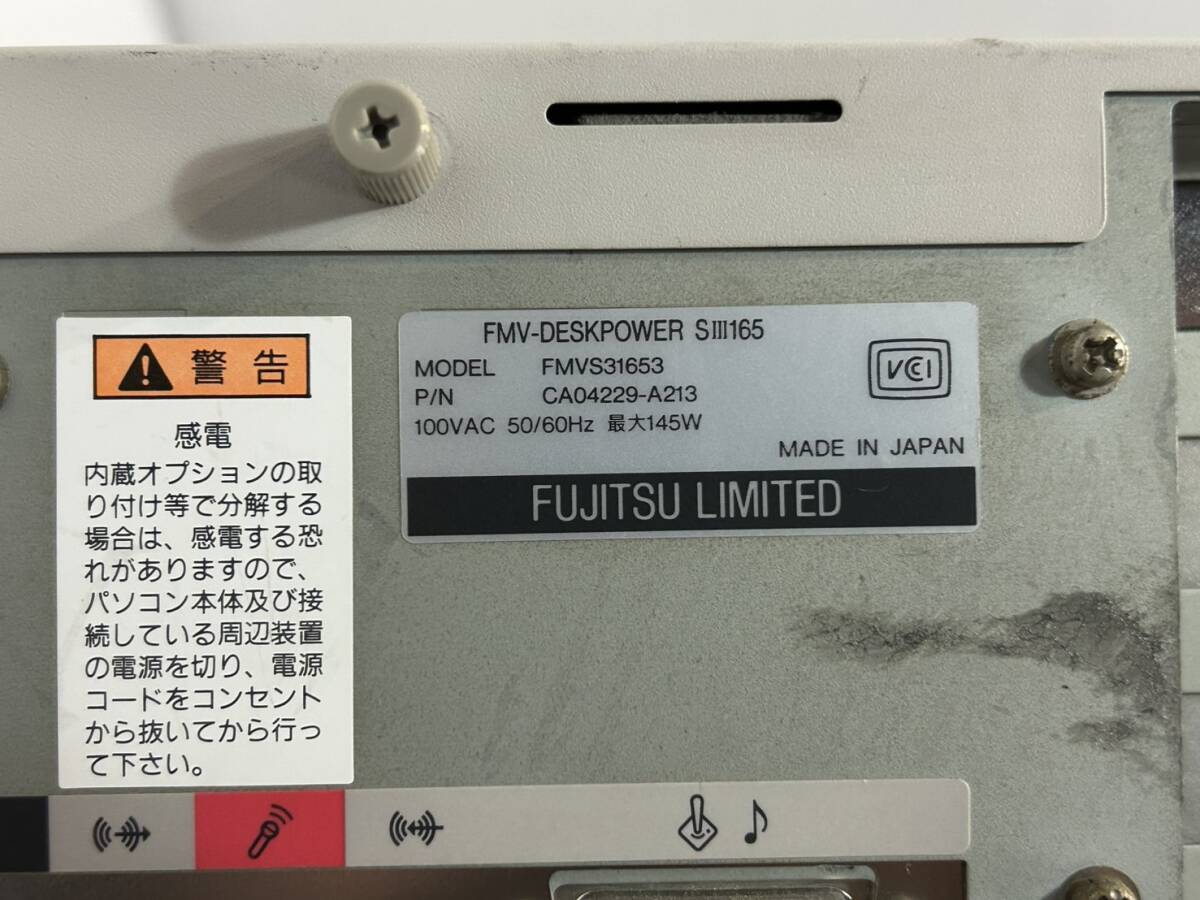 警告
感電
内蔵オプションの取
り付け等で分解する
場合は、感電する恐
れがありますので、
パソコン本体及び接
続している周辺装置
の電源を切り、電源
コードをコンセント
から抜いてから行っ
て下さい。
FMV-DESKPOWER SⅢ165
MODEL FMVS31653
P/N CA04229-A213
100VAC 50/60Hz 最大145W
VCCI
MADE IN JAPAN
FUJITSU LIMITED